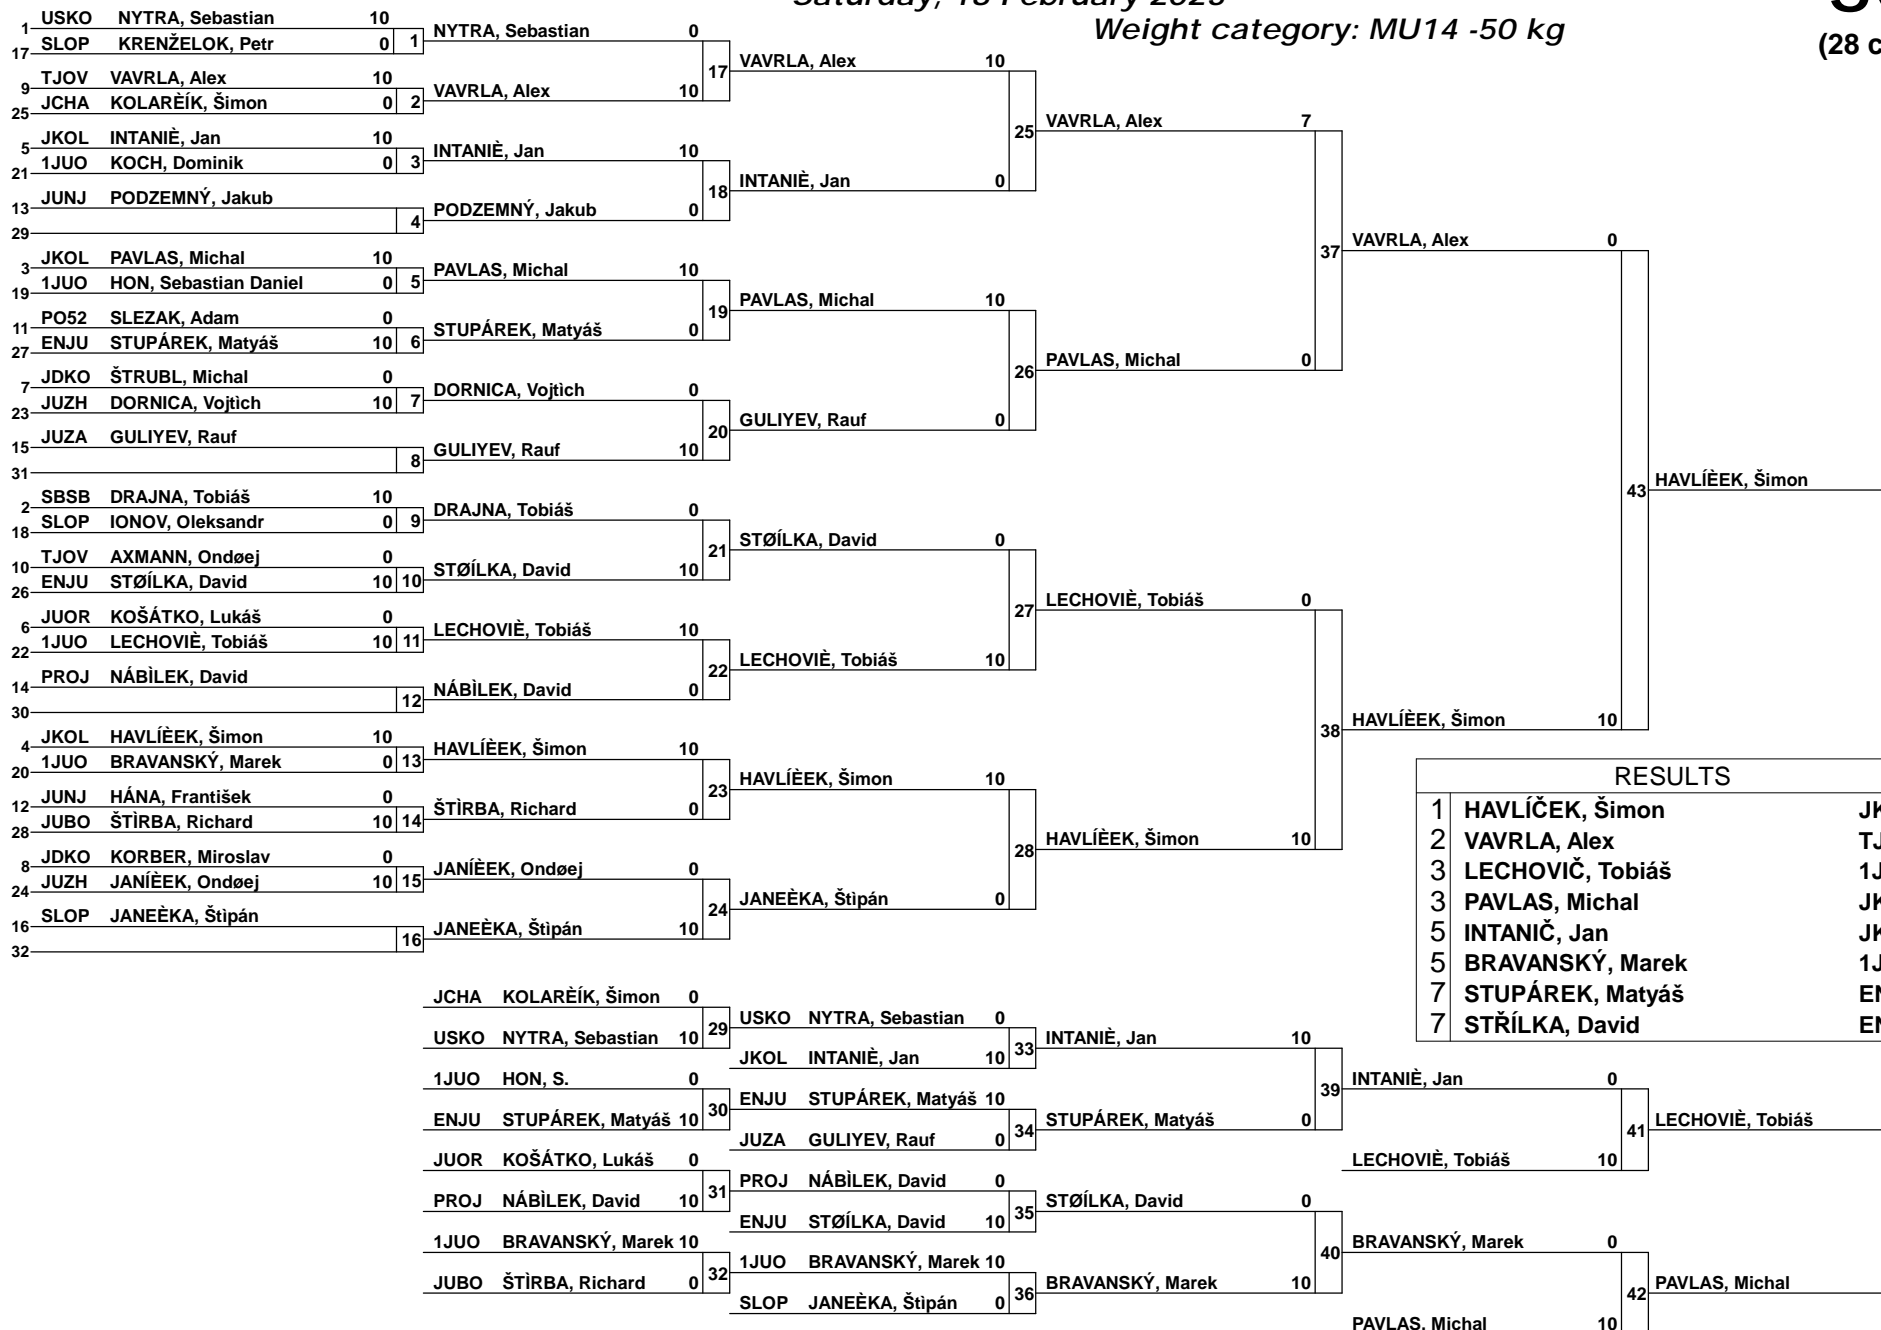 Weight category: MU14 -50 kg
(28 c
1 USKO NYTRA, Sebastian 10
17 SLOP KRENŽELOK, Petr 0 1
9 TJOV VAVRLA, Alex 10
25 JCHA KOLARÈÍK, Šimon 0 2
5 JKOL INTANIÈ, Jan 10
21 1JUO KOCH, Dominik 0 3
13 JUNJ PODZEMNÝ, Jakub
29 4
3 JKOL PAVLAS, Michal 10
19 1JUO HON, Sebastian Daniel 0 5
11 PO52 SLEZAK, Adam 0
27 ENJU STUPÁREK, Matyáš 10 6
7 JDKO ŠTRUBL, Michal 0
23 JUZH DORNICA, Vojtìch 10 7
15 JUZA GULIYEV, Rauf
31 8
2 SBSB DRAJNA, Tobiáš 10
18 SLOP IONOV, Oleksandr 0 9
10 TJOV AXMANN, Ondøej 0
26 ENJU STØÍLKA, David 10 10
6 JUOR KOŠÁTKO, Lukáš 0
22 1JUO LECHOVIÈ, Tobiáš 10 11
14 PROJ NÁBÌLEK, David
30 12
4 JKOL HAVLÍÈEK, Šimon 10
20 1JUO BRAVANSKÝ, Marek 0 13
12 JUNJ HÁNA, František 0
28 JUBO ŠTÌRBA, Richard 10 14
8 JDKO KORBER, Miroslav 0
24 JUZH JANÍÈEK, Ondøej 10 15
16 SLOP JANEÈKA, Štìpán
32 16
NYTRA, Sebastian 0
17
VAVRLA, Alex 10
INTANIÈ, Jan 10
18
PODZEMNÝ, Jakub 0
PAVLAS, Michal 10
19
STUPÁREK, Matyáš 0
DORNICA, Vojtìch 0
20
GULIYEV, Rauf 10
DRAJNA, Tobiáš 0
21
STØÍLKA, David 10
LECHOVIÈ, Tobiáš 10
22
NÁBÌLEK, David 0
HAVLÍÈEK, Šimon 10
23
ŠTÌRBA, Richard 0
JANÍÈEK, Ondøej 0
24
JANEÈKA, Štìpán 10
VAVRLA, Alex 10
25
INTANIÈ, Jan 0
PAVLAS, Michal 10
26
GULIYEV, Rauf 0
STØÍLKA, David 0
27
LECHOVIÈ, Tobiáš 10
HAVLÍÈEK, Šimon 10
28
JANEÈKA, Štìpán 0
VAVRLA, Alex 7
37
PAVLAS, Michal 0
LECHOVIÈ, Tobiáš 0
38
HAVLÍÈEK, Šimon 10
VAVRLA, Alex 0
43
HAVLÍÈEK, Šimon 10
HAVLÍÈEK, Šimon
RESULTS
1 HAVLÍČEK, Šimon JK
2 VAVRLA, Alex TJ
3 LECHOVIČ, Tobiáš 1J
3 PAVLAS, Michal JK
5 INTANIČ, Jan JK
5 BRAVANSKÝ, Marek 1J
7 STUPÁREK, Matyáš EN
7 STŘÍLKA, David EN
JCHA KOLARÈÍK, Šimon 0
29
USKO NYTRA, Sebastian 10
1JUO HON, S. 0
30
ENJU STUPÁREK, Matyáš 10
JUOR KOŠÁTKO, Lukáš 0
31
PROJ NÁBÌLEK, David 10
1JUO BRAVANSKÝ, Marek 10
32
JUBO ŠTÌRBA, Richard 0
USKO NYTRA, Sebastian 0
33
JKOL INTANIÈ, Jan 10
ENJU STUPÁREK, Matyáš 10
34
JUZA GULIYEV, Rauf 0
PROJ NÁBÌLEK, David 0
35
ENJU STØÍLKA, David 10
1JUO BRAVANSKÝ, Marek 10
36
SLOP JANEÈKA, Štìpán 0
INTANIÈ, Jan 10
39
STUPÁREK, Matyáš 0
STØÍLKA, David 0
40
BRAVANSKÝ, Marek 10
INTANIÈ, Jan 0
41
LECHOVIÈ, Tobiáš 10
BRAVANSKÝ, Marek 0
42
PAVLAS, Michal 10
LECHOVIÈ, Tobiáš
PAVLAS, Michal